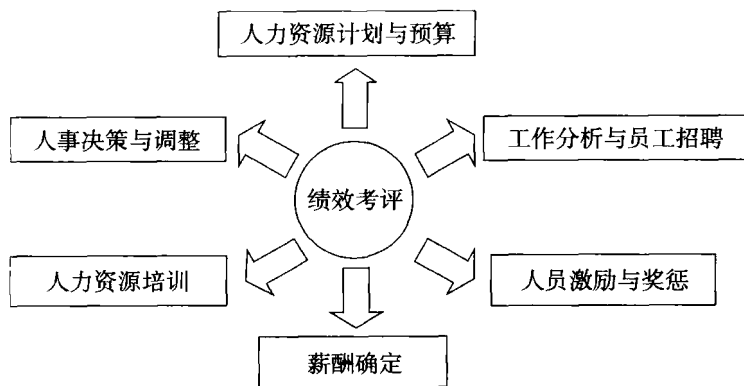 人力资源计划与预算
人事决策与调整
工作分析与员工招聘
绩效考评
人力资源培训
人员激励与奖惩
薪酬确定